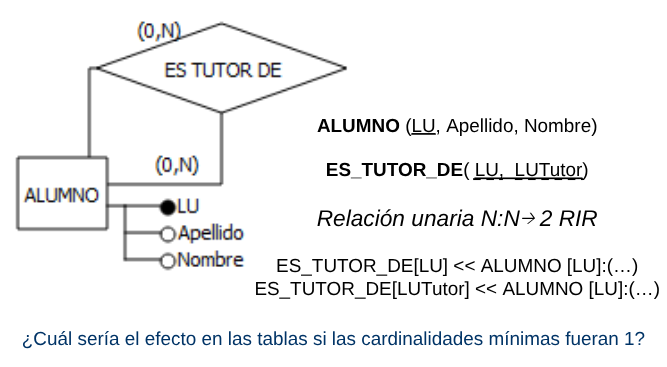 (0,N)
ES TUTOR DE
(0,N)
ALUMNO
LU
Apellido
Nombre
ALUMNO (LU, Apellido, Nombre)
ES_TUTOR_DE( LU, LUTutor)
Relación unaria N:N→ 2 RIR
ES_TUTOR_DE[LU] << ALUMNO [LU]:(…)
ES_TUTOR_DE[LUTutor] << ALUMNO [LU]:(…)
¿Cuál sería el efecto en las tablas si las cardinalidades mínimas fueran 1?